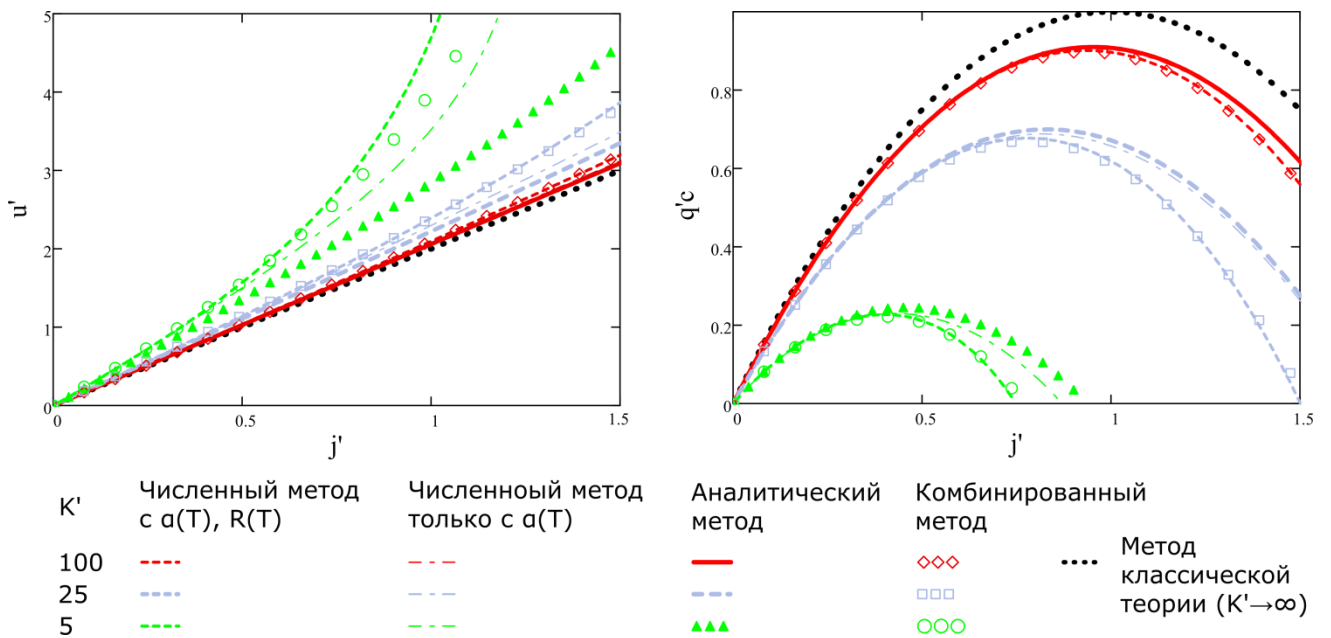 5
4
3
2
1
0
0
0.5
1
1.5
u'
j'
0.8
0.6
0.4
0.2
0
0
0.5
1
1.5
q'c
j'
K'
Численный метод
с α(T), R(T)
Численноый метод
только с α(T)
Аналитический
метод
Комбинированный
метод
100
25
5
Метод
классической
теории (K'→∞)